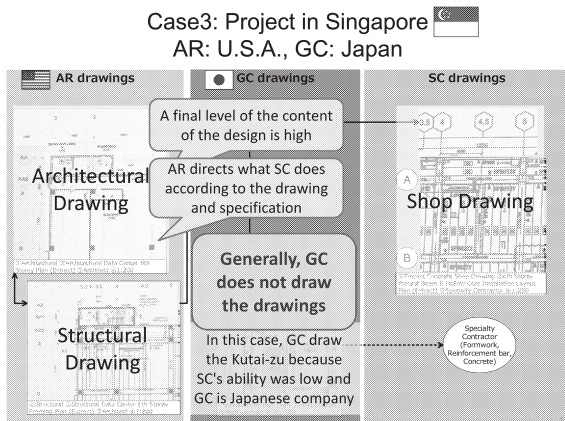 Case3: Project in Singapore
AR: U.S.A., GC: Japan
AR drawings
GC drawings
SC drawings
A final level of the content
of the design is high
AR directs what SC does
according to the drawing
and specification
Architectural
Drawing
Generally, GC
does not draw
the drawings
Structural
Drawing
In this case, GC draw
the Kutai-zu because
SC's ability was low and
GC is Japanese company
3.5 4 4.5 5
A
Shop Drawing
B
Specialty
Contractor
(Formwork,
Reinforcement bar,
Concrete)